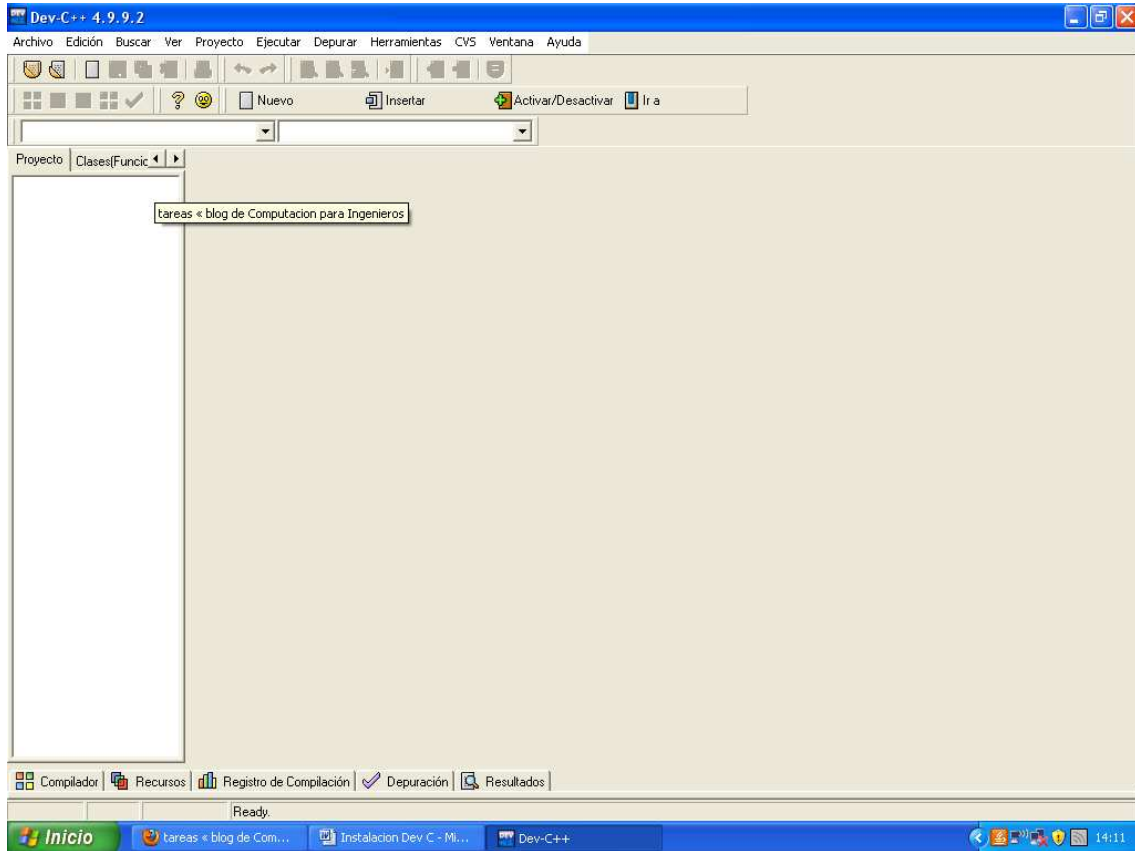 Dev-C++ 4.9.9.2
Archivo Edición Buscar Ver Proyecto Ejecutar Depurar Herramientas CVS Ventana Ayuda
Nuevo Insertar Activar/Desactivar Ir a
Proyecto Clases(Funcic
tareas « blog de Computacion para Ingenieros
Compilador Recursos Registro de Compilación Depuración Resultados
Ready.
Inicio tareas « blog de Com... Instalacion Dev C - Mi... Dev-C++ 14:11